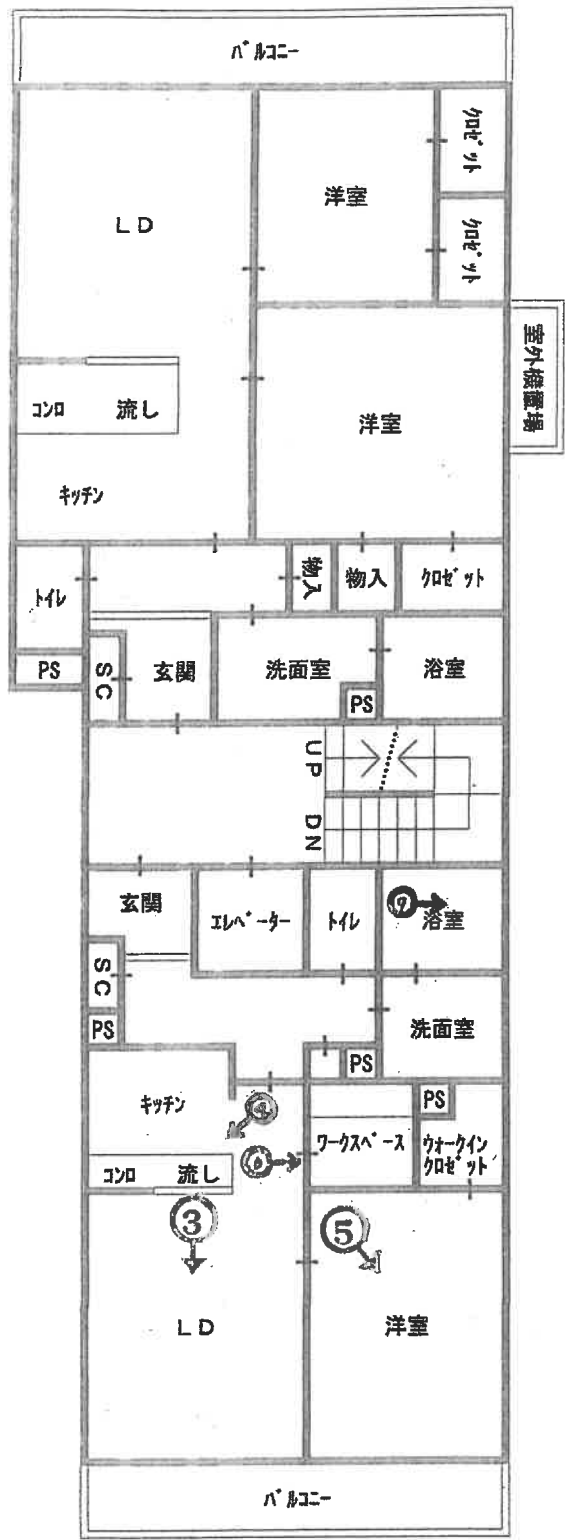 バルコニー
クロゼット
洋室
LD
クロゼット
室外機置場
コンロ 流し
洋室
キッチン
物入
物入
クロゼット
トイレ
PS
SC
玄関
洗面室
浴室
PS
UP
DN
玄関
エレベーター
トイレ
⑦
浴室
SC
PS
洗面室
PS
キッチン
④
PS
ワークスペース
ウォークイン
クロゼット
⑥
コンロ 流し
③
⑤
LD
洋室
バルコニー